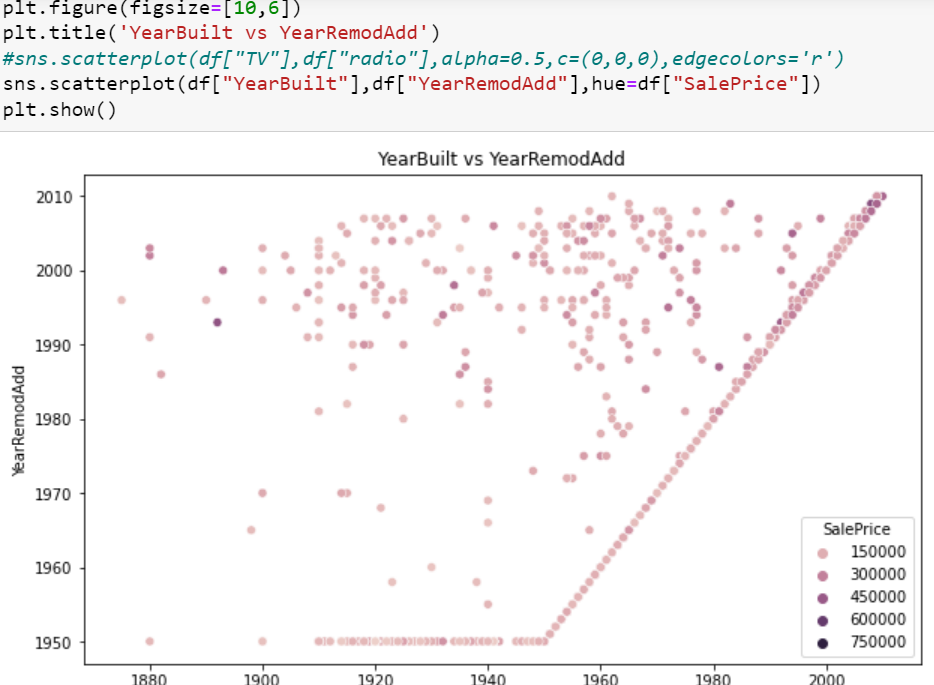 plt.figure(figsize=[10,6])
plt.title('YearBuilt vs YearRemodAdd')
#sns.scatterplot(df["TV"],df["radio"],alpha=0.5,c=(0,0,0),edgecolors='r')
sns.scatterplot(df["YearBuilt"],df["YearRemodAdd"],hue=df["SalePrice"])
plt.show()
YearBuilt vs YearRemodAdd
2010
2000
1990
1980
1970
1960
1950
YearRemodAdd
SalePrice
150000
300000
450000
600000
750000
1880 1900 1920 1940 1960 1980 2000